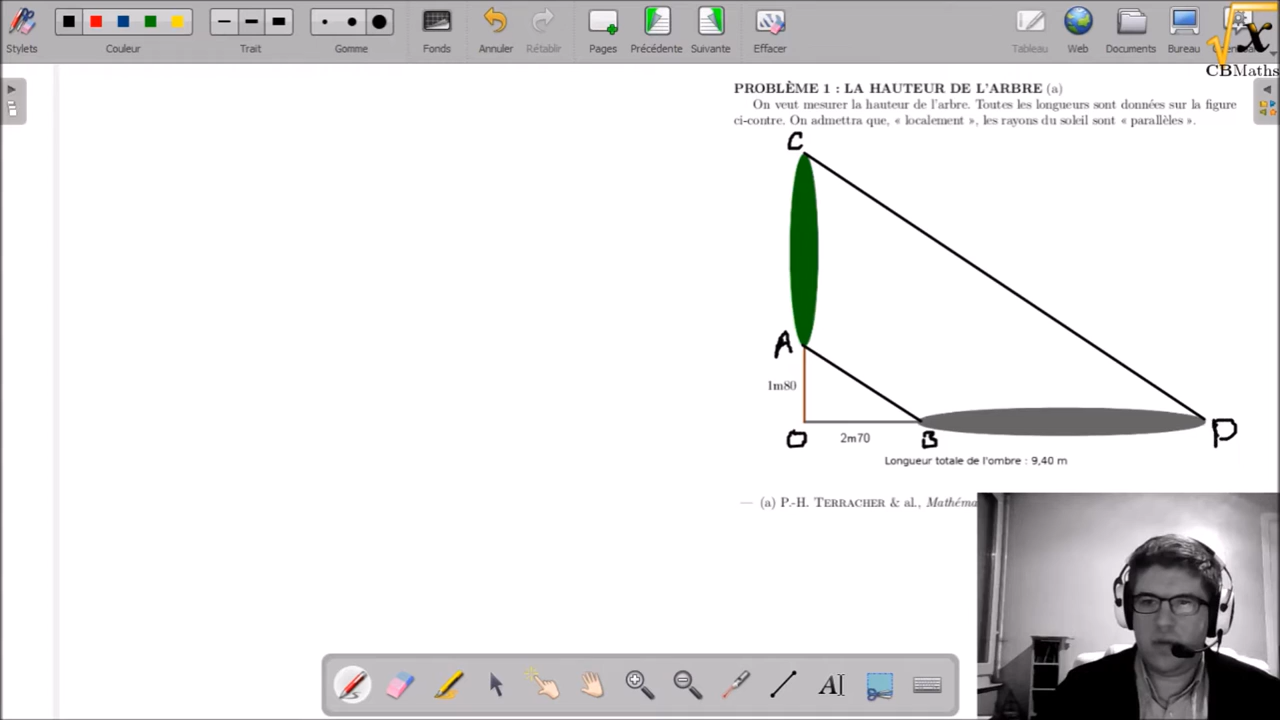 Stylets Couleur Trait Gomme Fonds Annuler Rétablir Pages Précédente Suivante Effacer Tableau Web Documents Bureau
CBMaths
PROBLÈME 1 : LA HAUTEUR DE L'ARBRE (a)
On veut mesurer la hauteur de l'arbre. Toutes les longueurs sont données sur la figure
ci-contre. On admettra que, « localement », les rayons du soleil sont « parallèles ».
C
A
1m80
O B P
2m70
Longueur totale de l'ombre : 9,40 m
— (a) P.-H. TERRACHER & al., Mathéma
AI